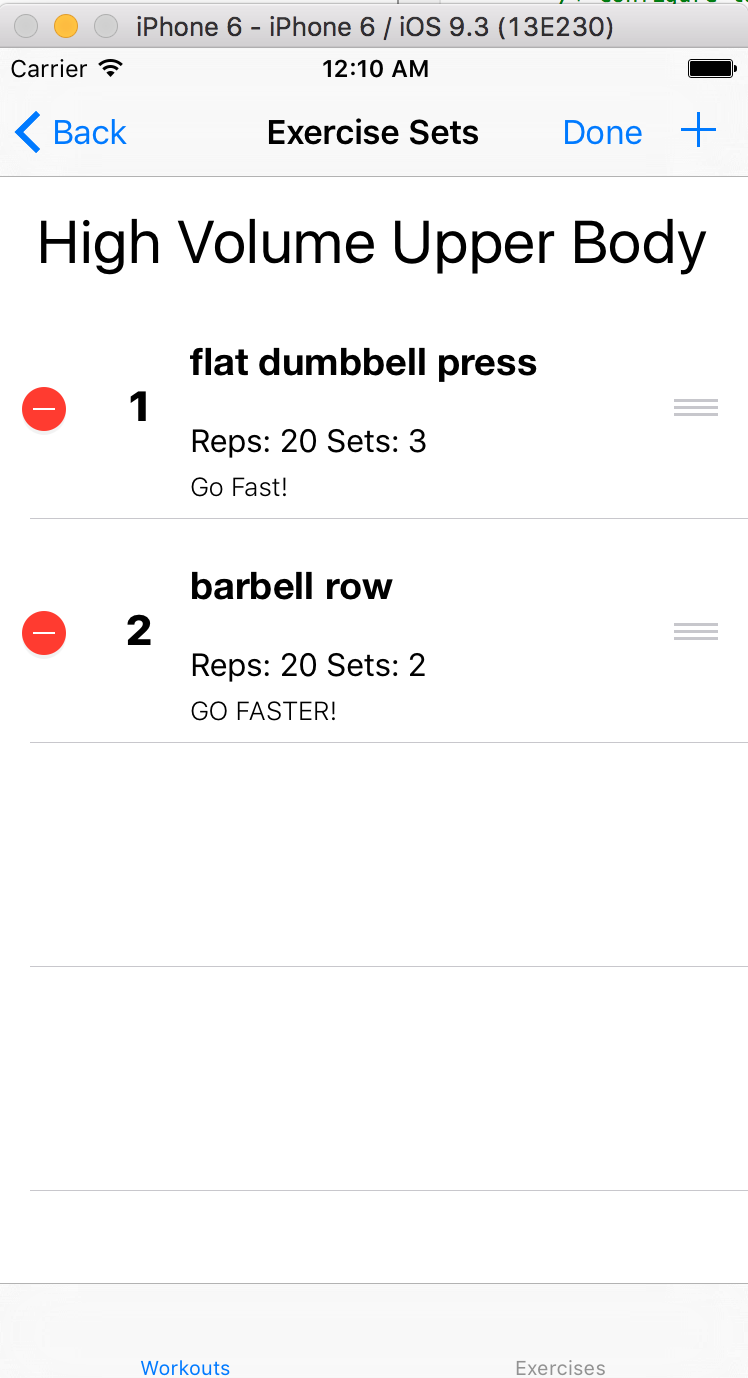 iPhone 6 - iPhone 6 / iOS 9.3 (13E230)
Carrier 12:10 AM
Back Exercise Sets Done
High Volume Upper Body
flat dumbbell press
1
Reps: 20 Sets: 3
Go Fast!
barbell row
2
Reps: 20 Sets: 2
GO FASTER!
Workouts Exercises